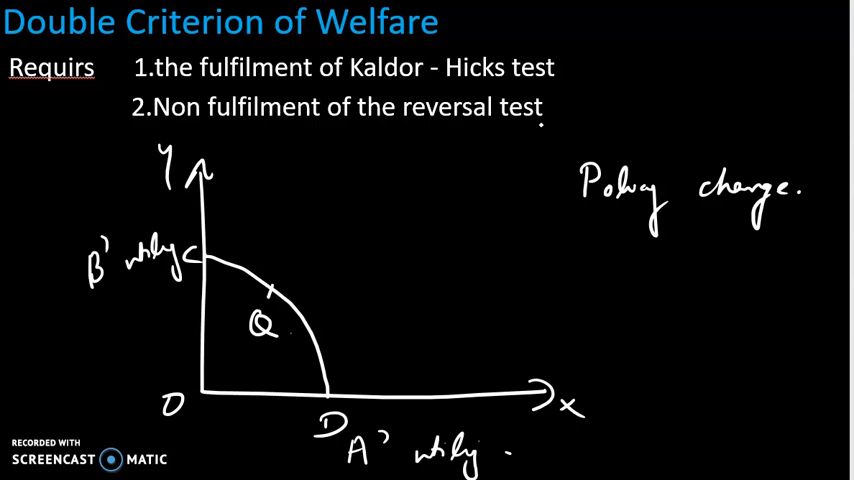 Double Criterion of Welfare
Requirs 1.the fulfilment of Kaldor - Hicks test
2.Non fulfilment of the reversal test
Y
Policy change.
B' utility C
Q
O
D
X
A' utility
RECORDED WITH
SCREENCAST MATIC